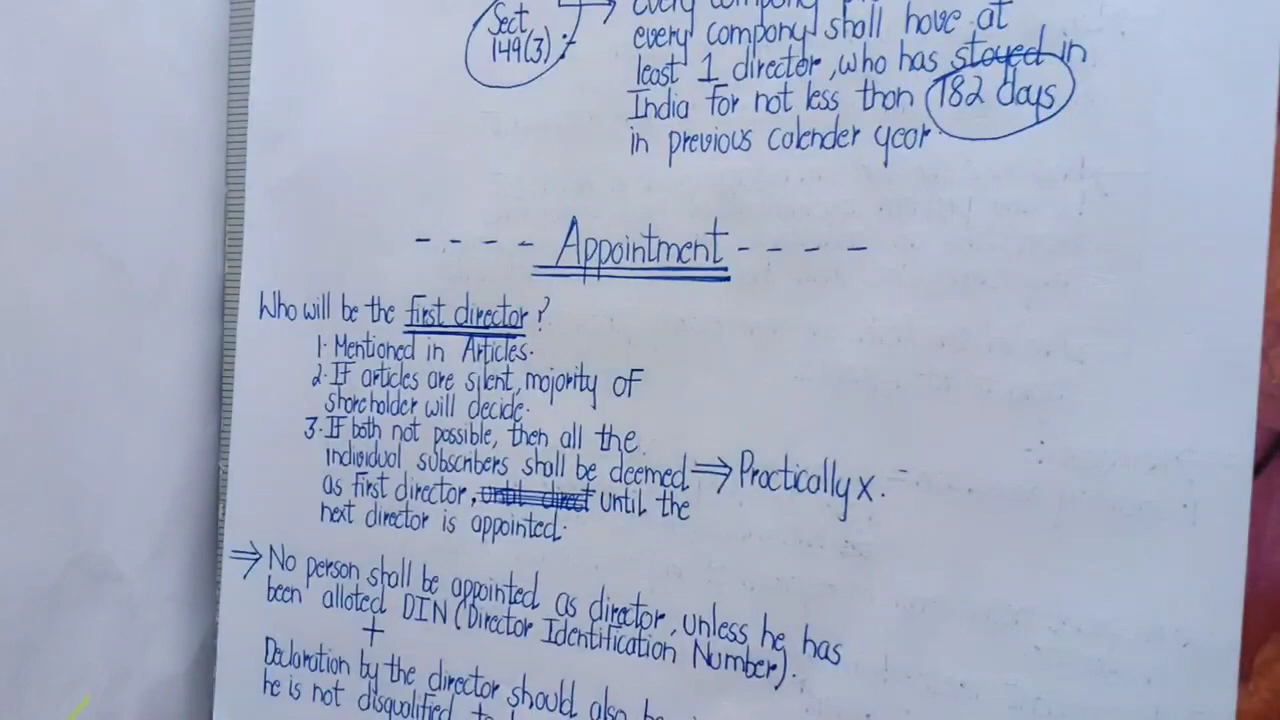 Sect
149(3) :-
every company
every company shall have at
least 1 director, who has stayed in
India for not less than 182 days
in previous calender year.
- - - - Appointment - - - -
Who will be the first director?
1. Mentioned in Articles.
2. If articles are silent, majority of
shareholder will decide.
3. If both not possible, then all the
individual subscribers shall be deemed ⇒ Practically x.
as first director, until direct until the
next director is appointed.
⇒ No person shall be appointed as director, unless he has
been alloted DIN (Director Identification Number).
+
Declaration by the director should also
he is not disqualified